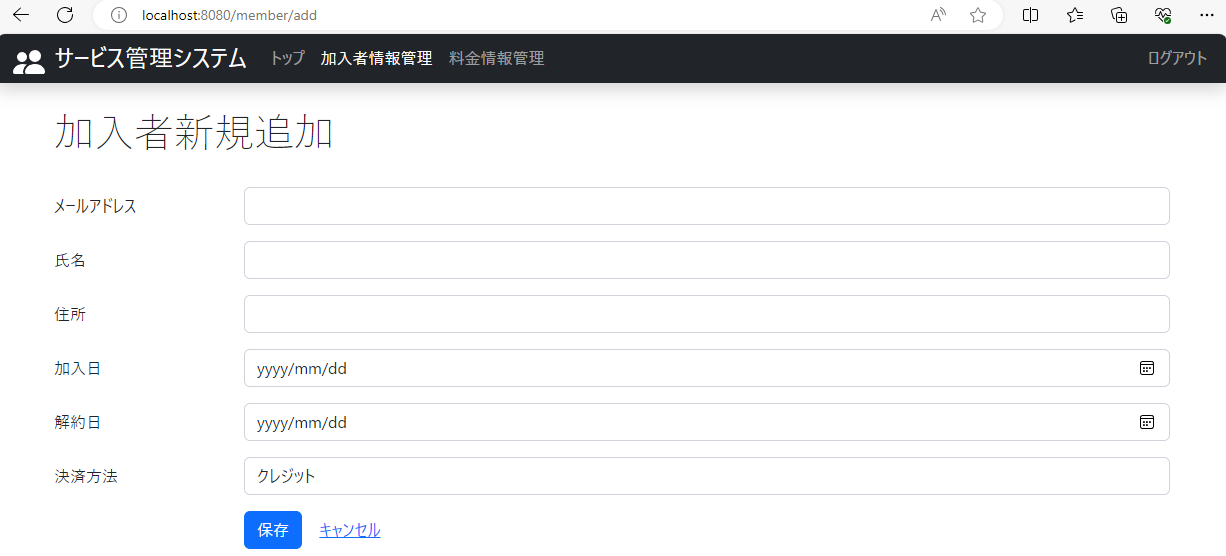 localhost:8080/member/add
サービス管理システム トップ 加入者情報管理 料金情報管理 ログアウト
加入者新規追加
メールアドレス
氏名
住所
加入日 yyyy/mm/dd
解約日 yyyy/mm/dd
決済方法 クレジット
保存 キャンセル